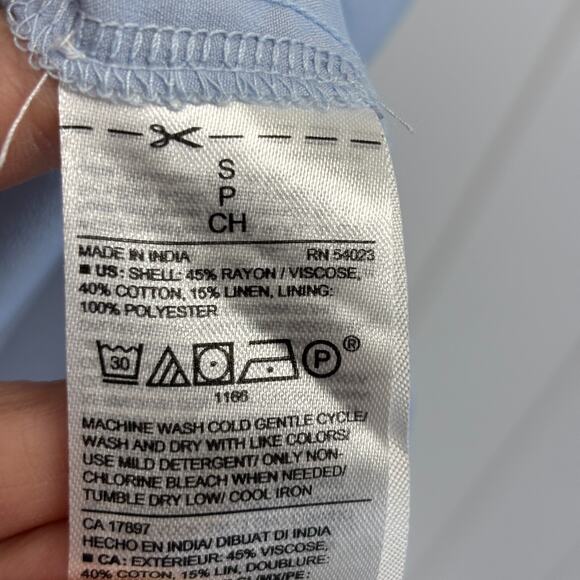 S
P
CH
MADE IN INDIA RN 54023
■ US: SHELL: 45% RAYON / VISCOSE,
40% COTTON, 15% LINEN, LINING:
100% POLYESTER
30 P ®
1166
MACHINE WASH COLD GENTLE CYCLE/
WASH AND DRY WITH LIKE COLORS/
USE MILD DETERGENT/ ONLY NON-
CHLORINE BLEACH WHEN NEEDED/
TUMBLE DRY LOW/ COOL IRON
CA 17897
HECHO EN INDIA/ DIBUAT DI INDIA
■ CA: EXTÉRIEUR: 45% VISCOSE,
40% COTON, 15% LIN, DOUBLURE: